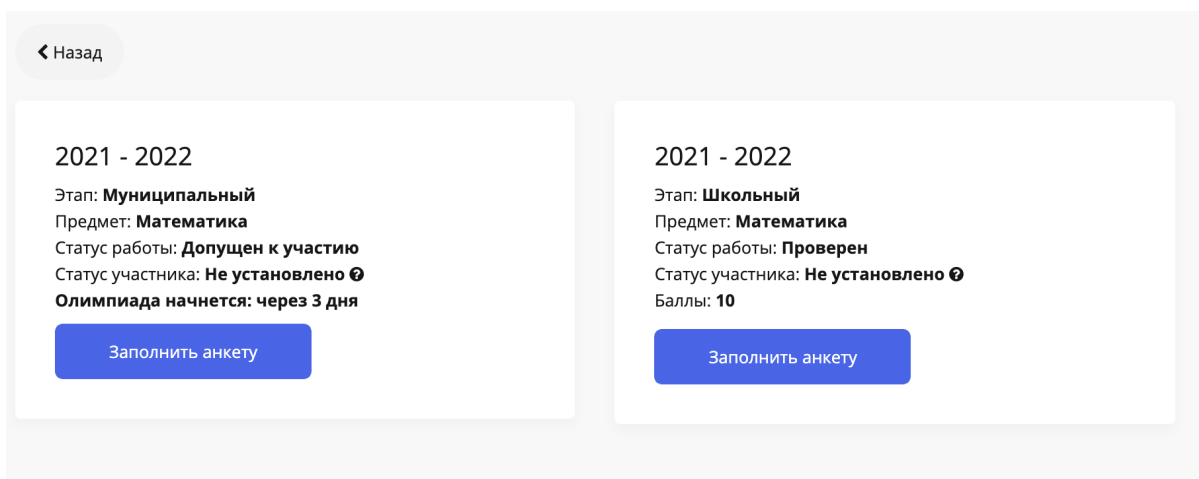 Назад
2021 - 2022
Этап: Муниципальный
Предмет: Математика
Статус работы: Допущен к участию
Статус участника: Не установлено
Олимпиада начнется: через 3 дня
Заполнить анкету
2021 - 2022
Этап: Школьный
Предмет: Математика
Статус работы: Проверен
Статус участника: Не установлено
Баллы: 10
Заполнить анкету